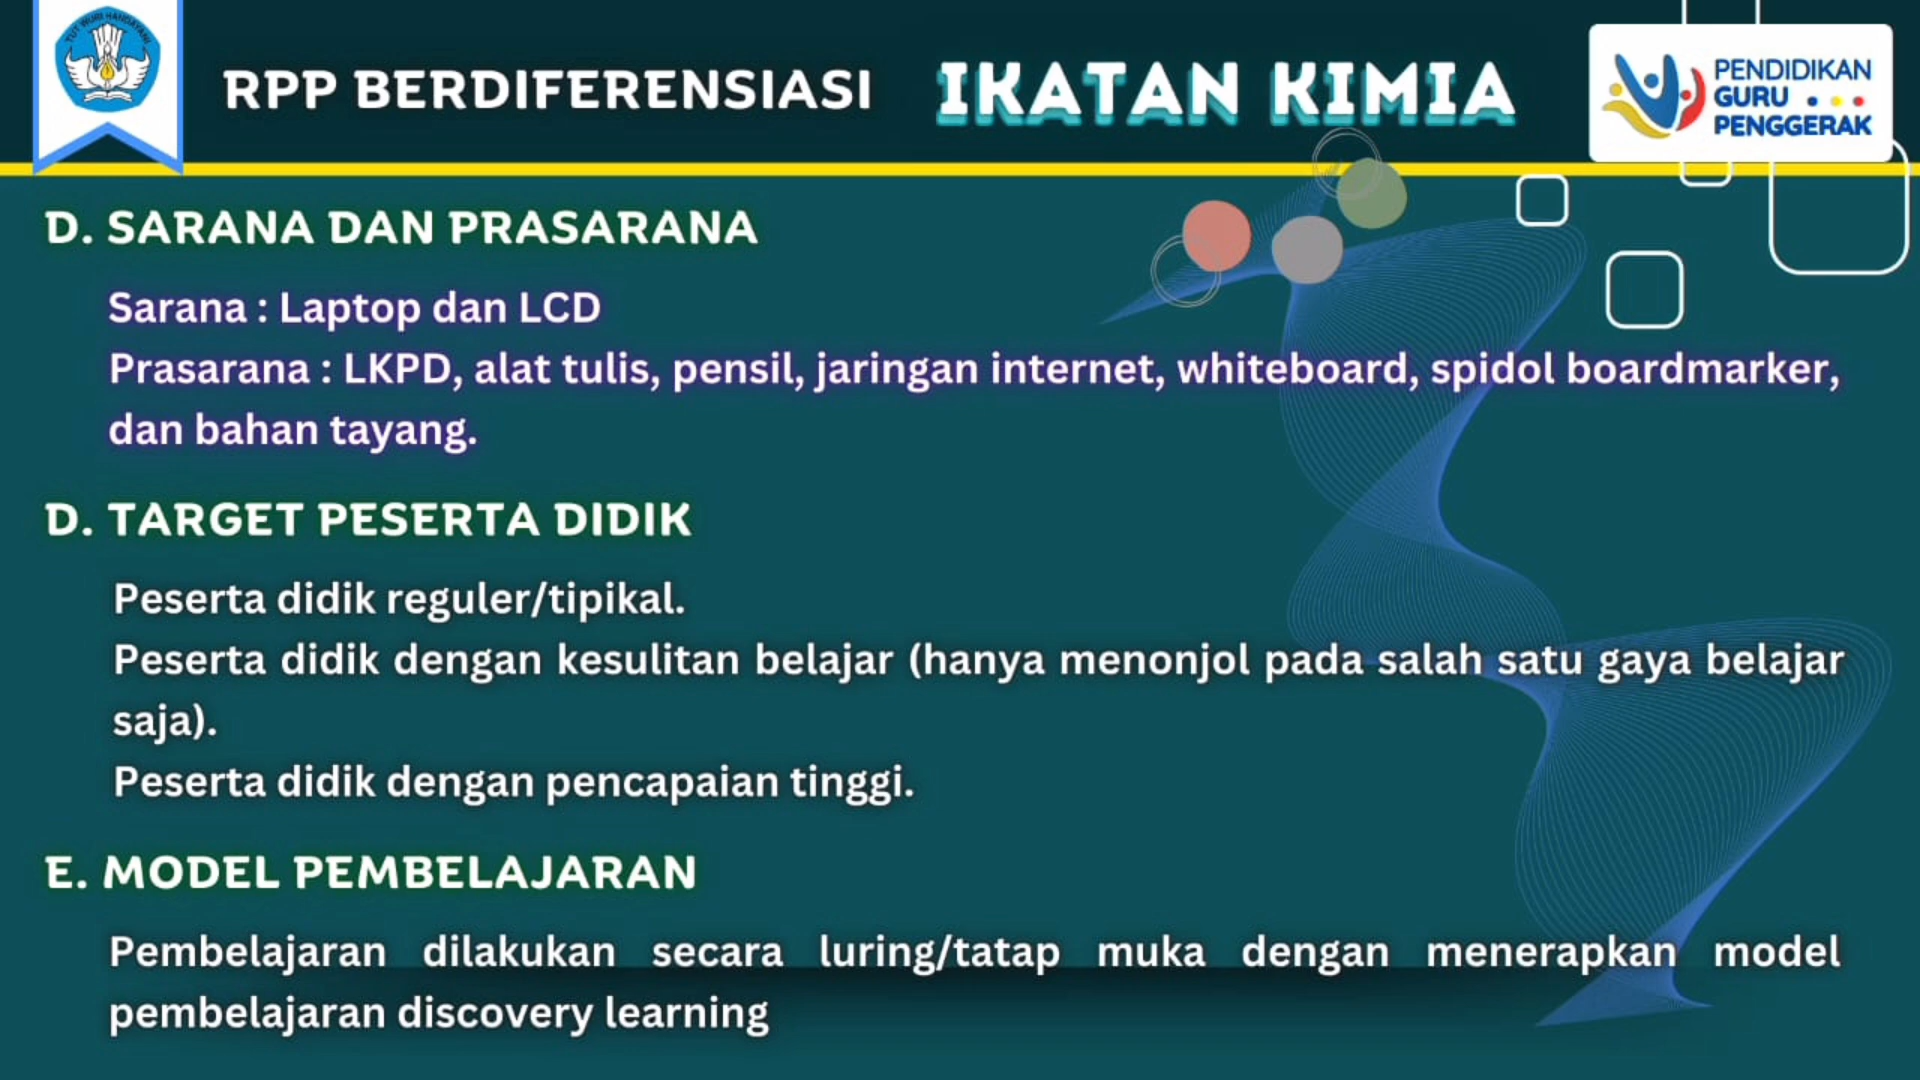 TUT WURI HANDAYANI
RPP BERDIFERENSIASI IKATAN KIMIA
PENDIDIKAN
GURU
PENGGERAK
D. SARANA DAN PRASARANA
Sarana : Laptop dan LCD
Prasarana : LKPD, alat tulis, pensil, jaringan internet, whiteboard, spidol boardmarker,
dan bahan tayang.
D. TARGET PESERTA DIDIK
Peserta didik reguler/tipikal.
Peserta didik dengan kesulitan belajar (hanya menonjol pada salah satu gaya belajar
saja).
Peserta didik dengan pencapaian tinggi.
E. MODEL PEMBELAJARAN
Pembelajaran dilakukan secara luring/tatap muka dengan menerapkan model
pembelajaran discovery learning